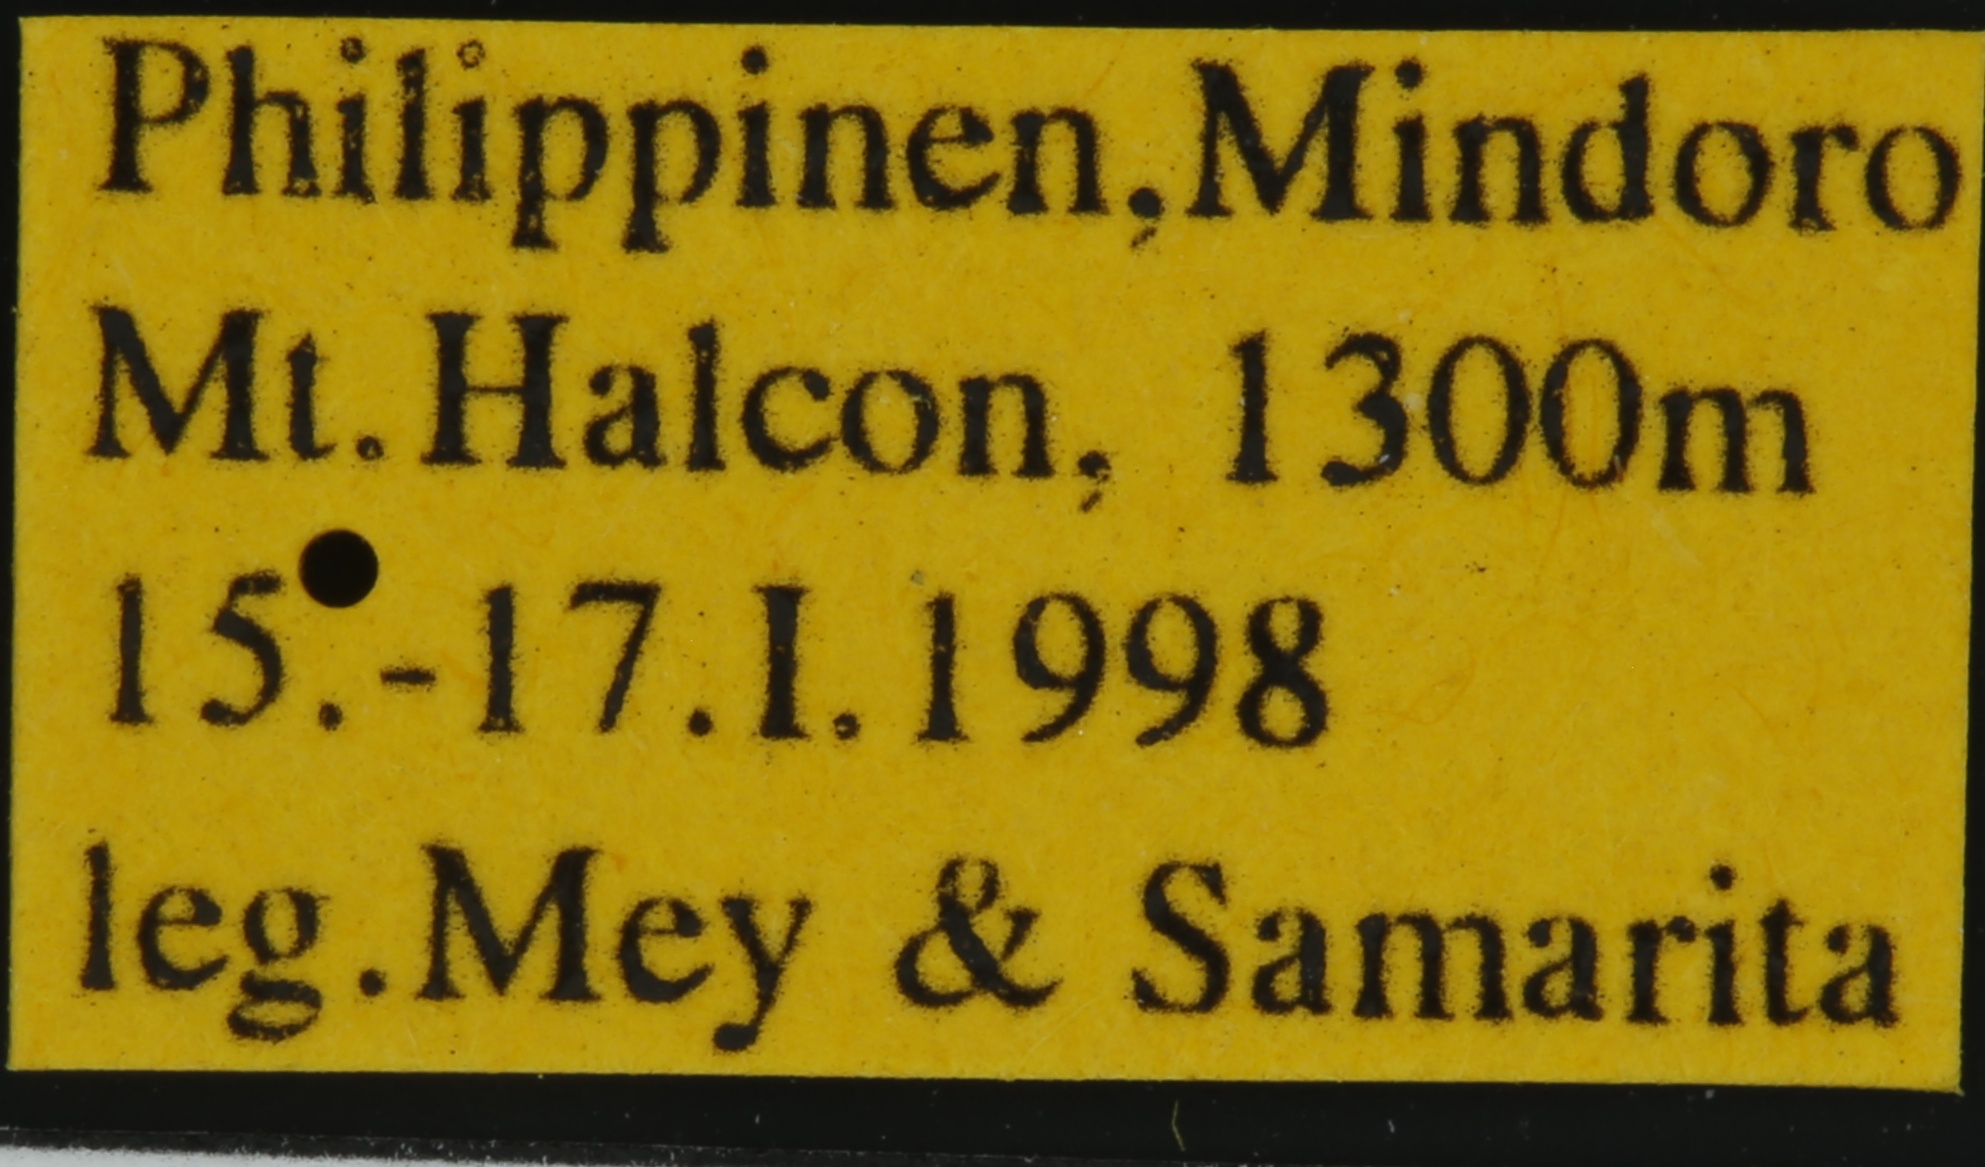 Philippinen,Mindoro
Mt.Halcon, 1300m
15.-17.I.1998
leg.Mey & Samarita